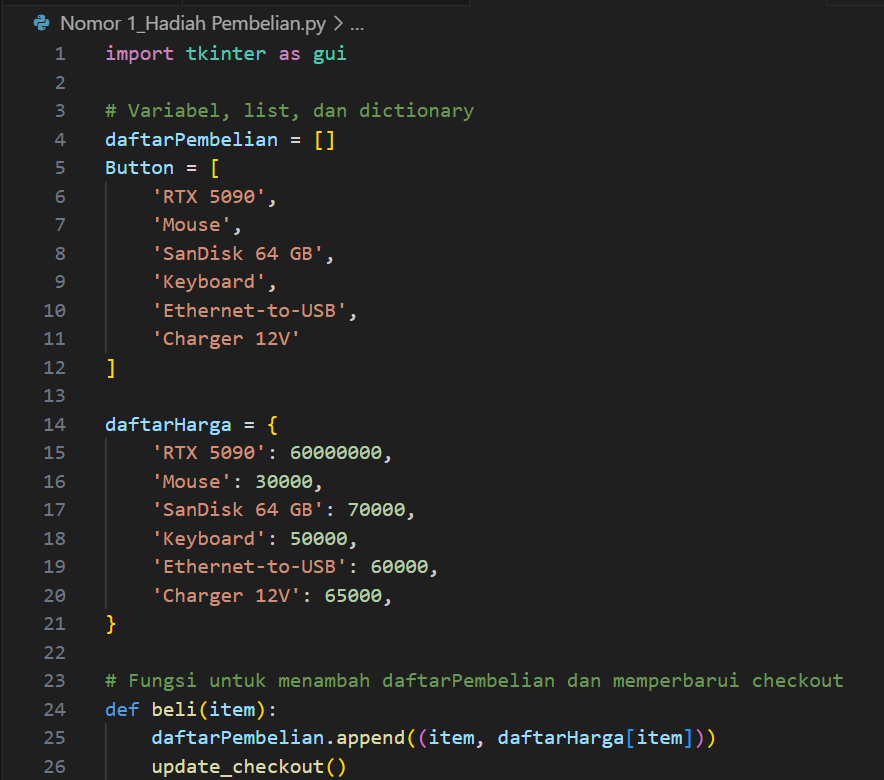 Nomor 1_Hadiah Pembelian.py > ...
1 import tkinter as gui
2
3 # Variabel, list, dan dictionary
4 daftarPembelian = []
5 Button = [
6     'RTX 5090',
7     'Mouse',
8     'SanDisk 64 GB',
9     'Keyboard',
10     'Ethernet-to-USB',
11     'Charger 12V'
12 ]
13
14 daftarHarga = {
15     'RTX 5090': 60000000,
16     'Mouse': 30000,
17     'SanDisk 64 GB': 70000,
18     'Keyboard': 50000,
19     'Ethernet-to-USB': 60000,
20     'Charger 12V': 65000,
21 }
22
23 # Fungsi untuk menambah daftarPembelian dan memperbarui checkout
24 def beli(item):
25     daftarPembelian.append((item, daftarHarga[item]))
26     update_checkout()